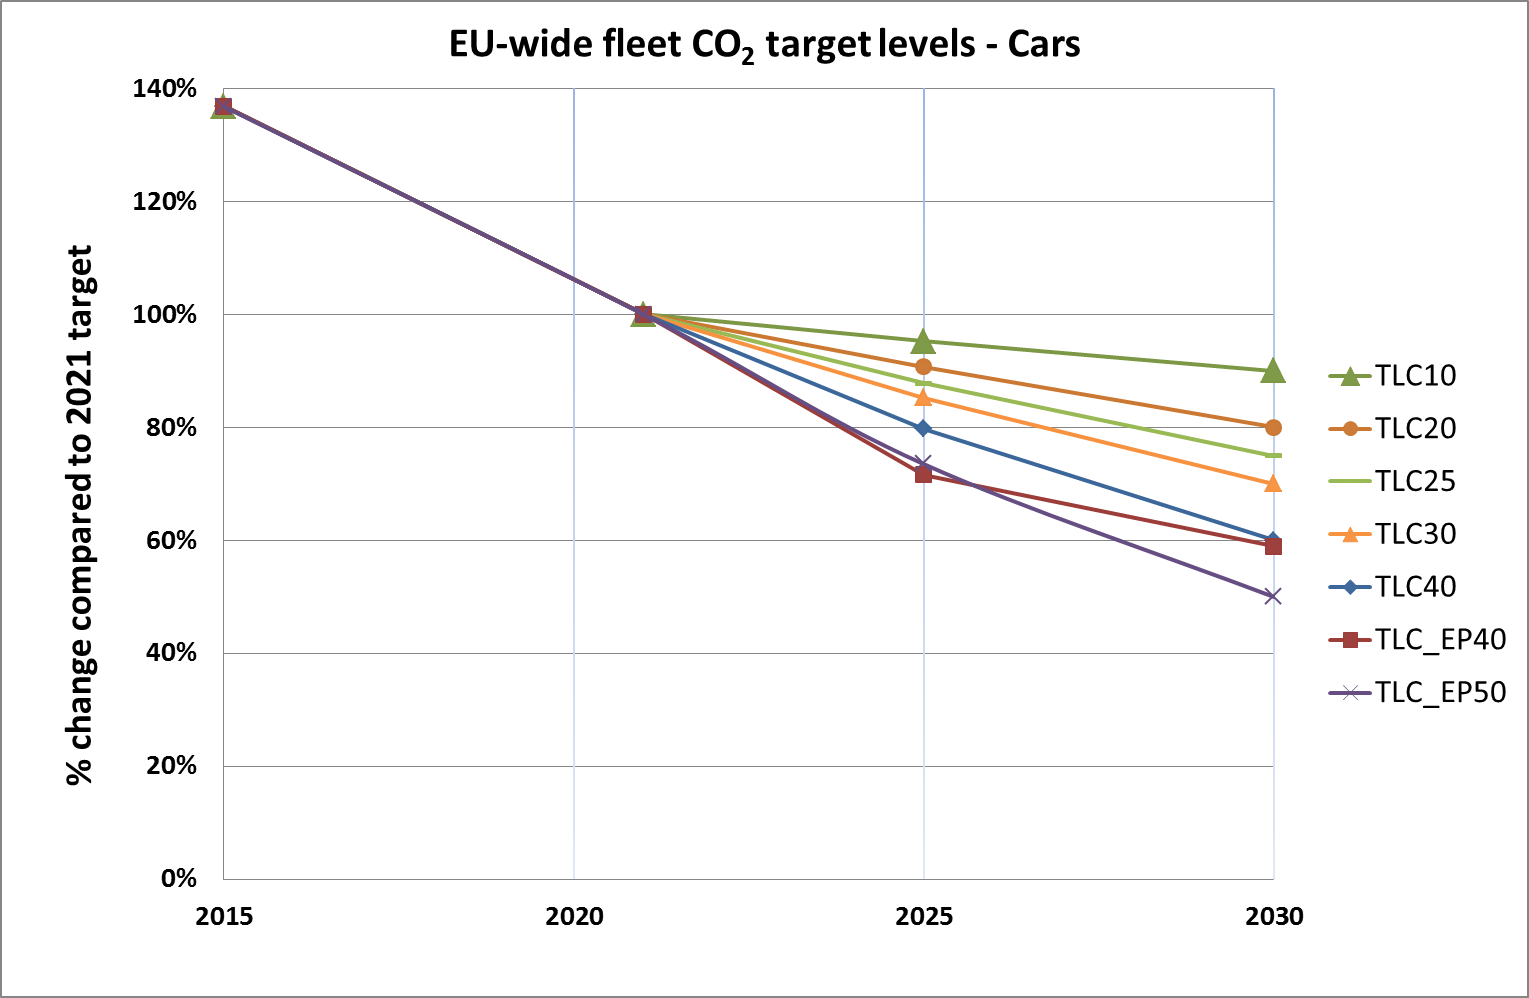 EU-wide fleet CO₂ target levels - Cars
% change compared to 2021 target
140%
120%
100%
80%
60%
40%
20%
0%
2015 2020 2025 2030
TLC10
TLC20
TLC25
TLC30
TLC40
TLC_EP40
TLC_EP50